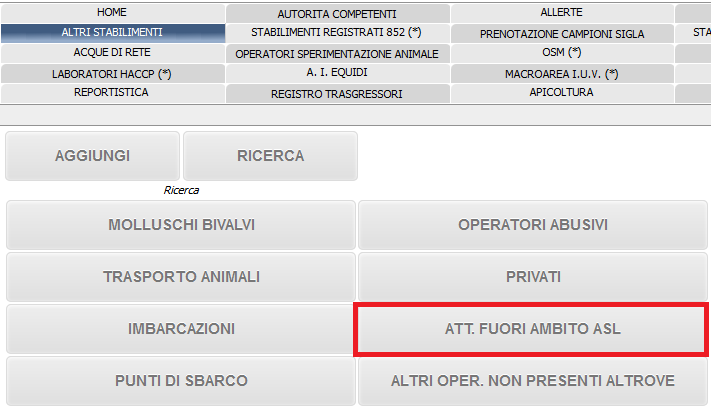 HOME AUTORITA COMPETENTI ALLERTE
ALTRI STABILIMENTI STABILIMENTI REGISTRATI 852 (*) PRENOTAZIONE CAMPIONI SIGLA STA
ACQUE DI RETE OPERATORI SPERIMENTAZIONE ANIMALE OSM (*)
LABORATORI HACCP (*) A. I. EQUIDI MACROAREA I.U.V. (*)
REPORTISTICA REGISTRO TRASGRESSORI APICOLTURA
AGGIUNGI RICERCA
Ricerca
MOLLUSCHI BIVALVI OPERATORI ABUSIVI
TRASPORTO ANIMALI PRIVATI
IMBARCAZIONI ATT. FUORI AMBITO ASL
PUNTI DI SBARCO ALTRI OPER. NON PRESENTI ALTROVE